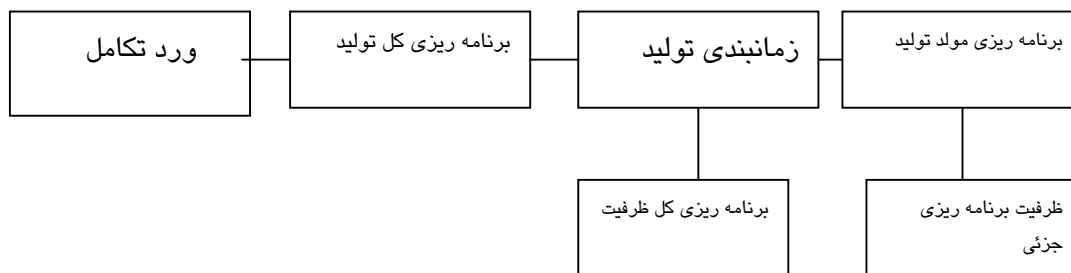 برنامه ریزی مولد تولید
زمانبندی تولید
برنامه ریزی کل تولید
ورد تکامل
ظرفیت برنامه ریزی
جزئی
برنامه ریزی کل ظرفیت